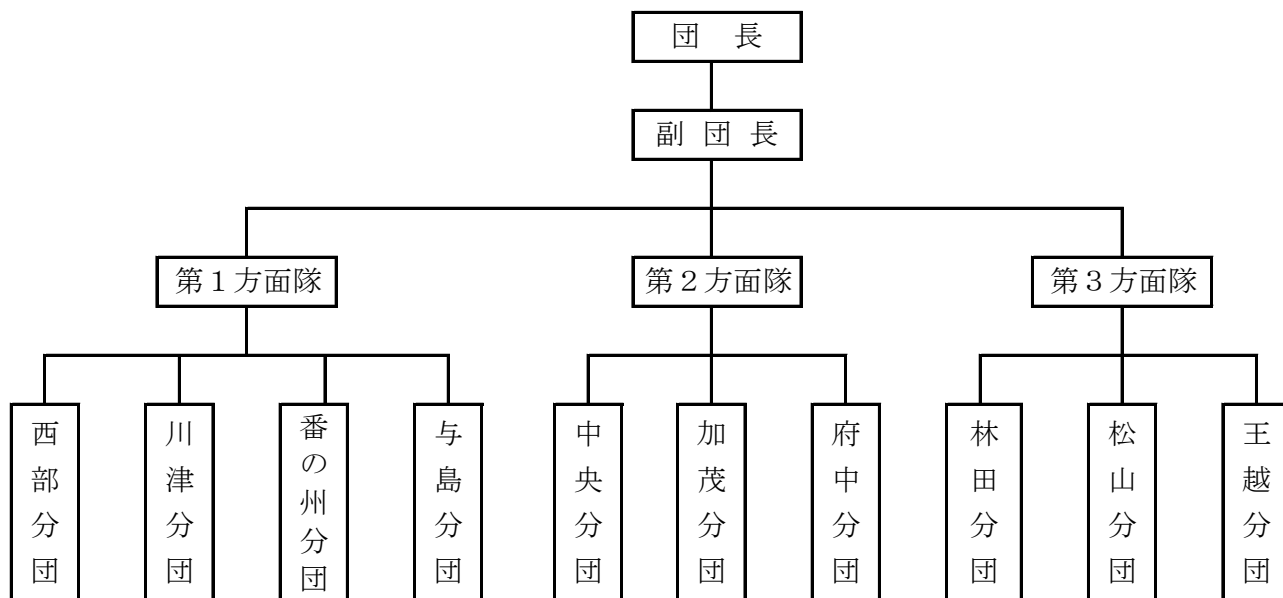 団　長
副 団 長
第１方面隊
第２方面隊
第３方面隊
西部分団
川津分団
番の州分団
与島分団
中央分団
加茂分団
府中分団
林田分団
松山分団
王越分団